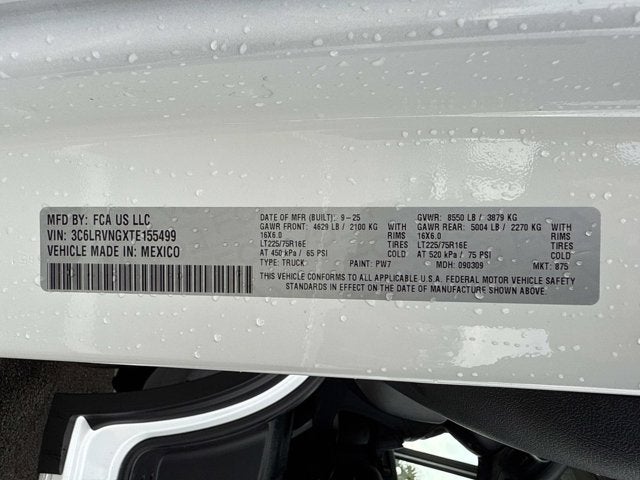 MFD BY: FCA US LLC
VIN: 3C6LRVNGXTE155499
VEHICLE MADE IN: MEXICO
DATE OF MFR (BUILT): 9-25
GAWR FRONT: 4629 LB / 2100 KG
16X6.0 RIMS
LT225/75R16E TIRES
AT 450 kPa / 65 PSI COLD
TYPE: TRUCK PAINT: PW7
GVWR: 8550 LB / 3879 KG
GAWR REAR: 5004 LB / 2270 KG
16X6.0 RIMS
LT225/75R16E TIRES
AT 520 kPa / 75 PSI COLD
MDH: 090309 MKT: 875
THIS VEHICLE CONFORMS TO ALL APPLICABLE U.S.A. FEDERAL MOTOR VEHICLE SAFETY
STANDARDS IN EFFECT ON THE DATE OF MANUFACTURE SHOWN ABOVE.